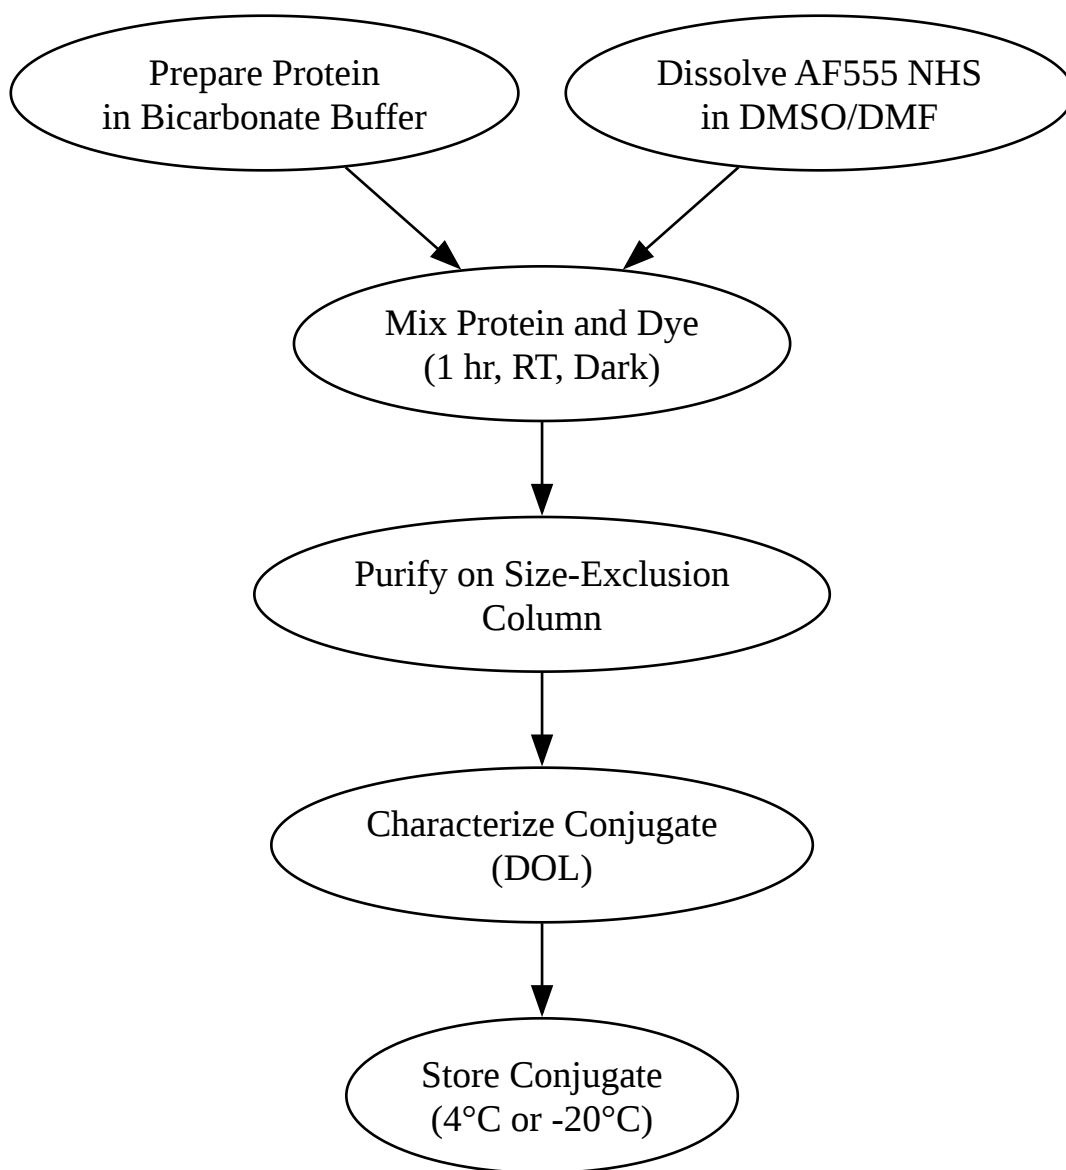 Prepare Protein
in Bicarbonate Buffer
Dissolve AF555 NHS
in DMSO/DMF
Mix Protein and Dye
(1 hr, RT, Dark)
Purify on Size-Exclusion
Column
Characterize Conjugate
(DOL)
Store Conjugate
(4°C or -20°C)